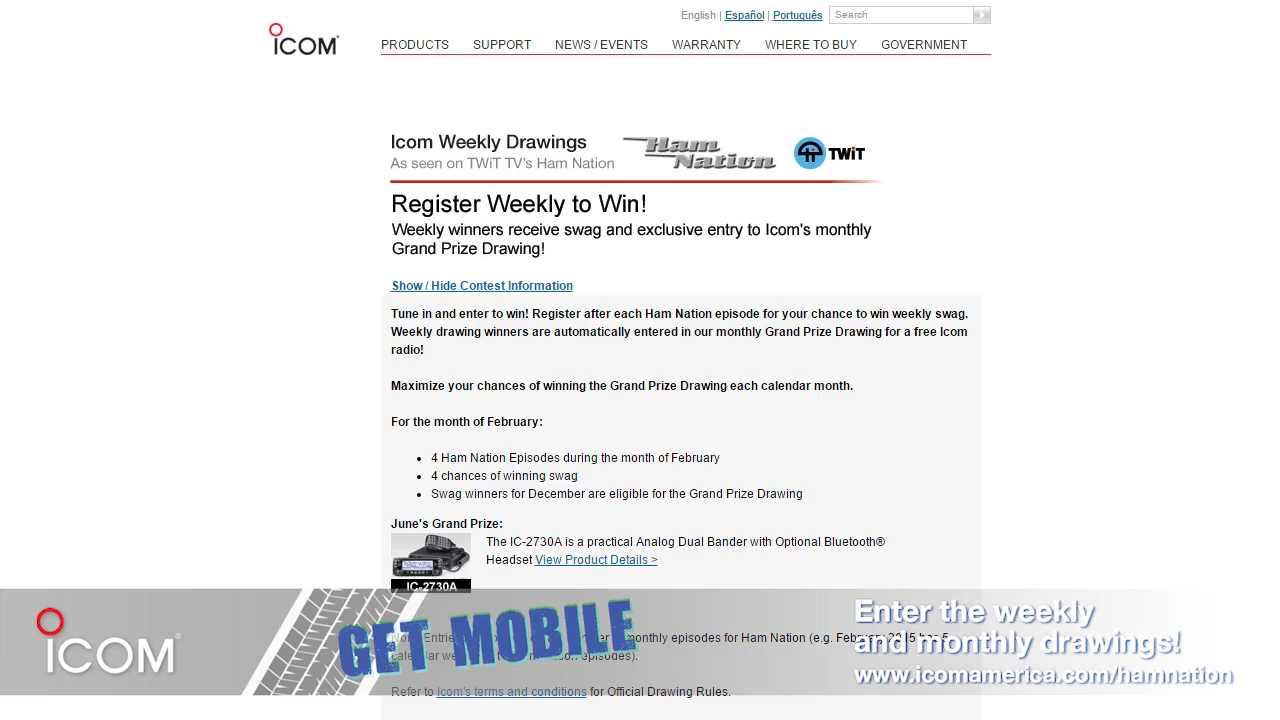 English | Español | Português
Search
ICOM
PRODUCTS SUPPORT NEWS / EVENTS WARRANTY WHERE TO BUY GOVERNMENT
Icom Weekly Drawings
As seen on TWiT TV's Ham Nation
Ham Nation
TWiT
Register Weekly to Win!
Weekly winners receive swag and exclusive entry to Icom's monthly
Grand Prize Drawing!
Show / Hide Contest Information
Tune in and enter to win! Register after each Ham Nation episode for your chance to win weekly swag.
Weekly drawing winners are automatically entered in our monthly Grand Prize Drawing for a free Icom
radio!
Maximize your chances of winning the Grand Prize Drawing each calendar month.
For the month of February:
• 4 Ham Nation Episodes during the month of February
• 4 chances of winning swag
• Swag winners for December are eligible for the Grand Prize Drawing
June's Grand Prize:
The IC-2730A is a practical Analog Dual Bander with Optional Bluetooth®
Headset View Product Details >
IC-2730A
monthly episodes for Ham Nation (e.g.
episodes).
Refer to Icom's terms and conditions for Official Drawing Rules.
ICOM®
GET MOBILE
Enter the weekly
and monthly drawings!
www.icomamerica.com/hamnation